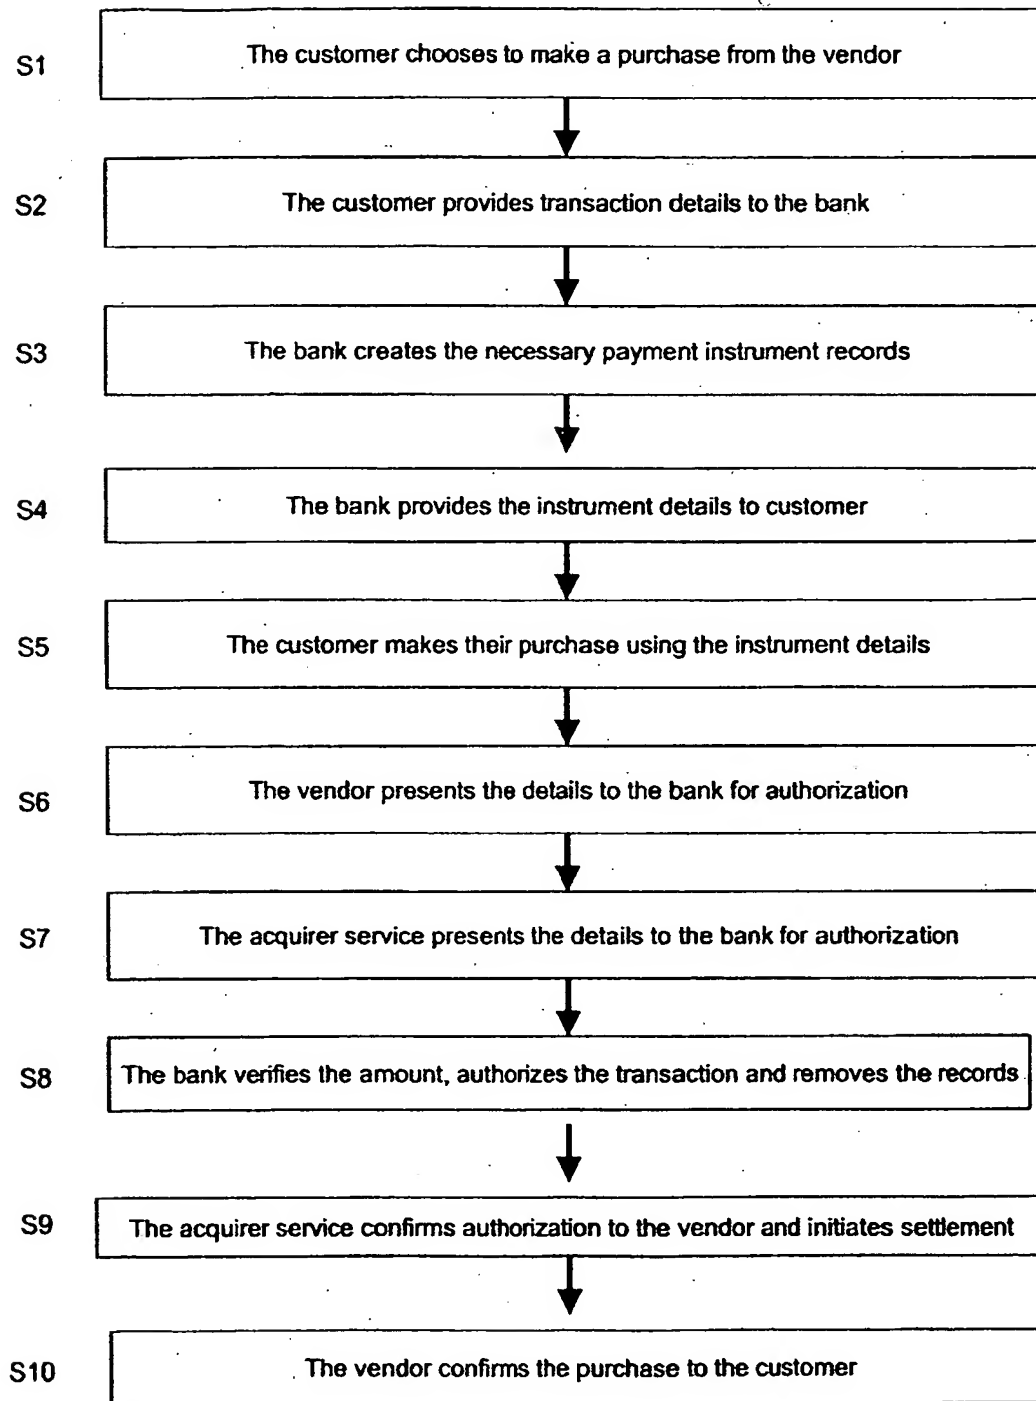 S1 The customer chooses to make a purchase from the vendor
S2 The customer provides transaction details to the bank
S3 The bank creates the necessary payment instrument records
S4 The bank provides the instrument details to customer
S5 The customer makes their purchase using the instrument details
S6 The vendor presents the details to the bank for authorization
S7 The acquirer service presents the details to the bank for authorization
S8 The bank verifies the amount, authorizes the transaction and removes the records
S9 The acquirer service confirms authorization to the vendor and initiates settlement
S10 The vendor confirms the purchase to the customer